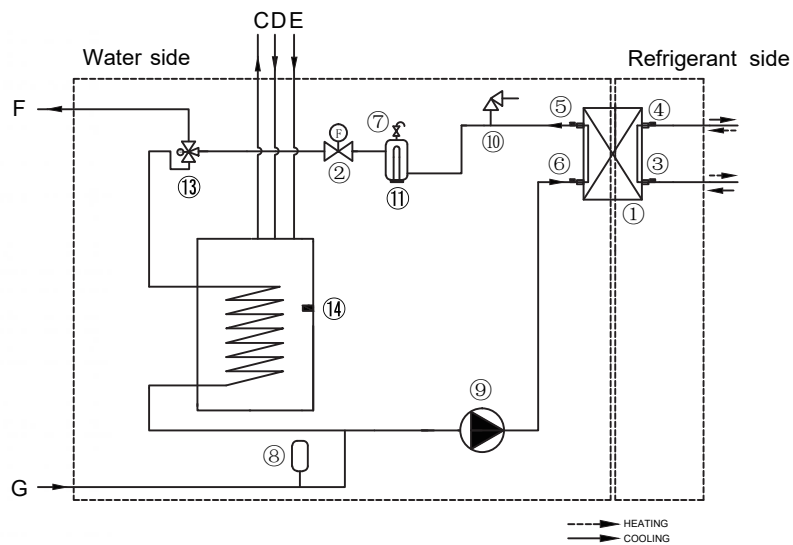 CDE
Water side
Refrigerant side
F
⑦
⑤
④
F
⑩
⑬
②
⑪
⑥
③
①
⑭
⑨
⑧
G
HEATING
COOLING